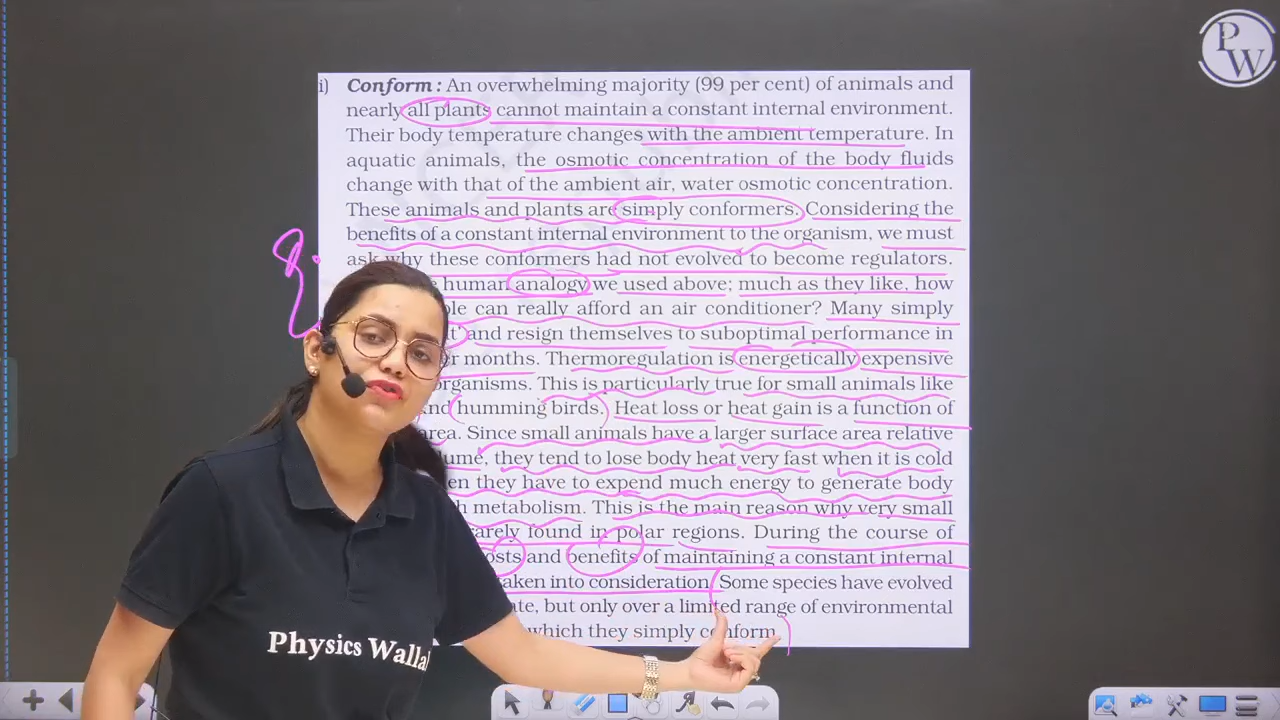 PW
i) Conform : An overwhelming majority (99 per cent) of animals and
nearly all plants cannot maintain a constant internal environment.
Their body temperature changes with the ambient temperature. In
aquatic animals, the osmotic concentration of the body fluids
change with that of the ambient air, water osmotic concentration.
These animals and plants are simply conformers. Considering the
benefits of a constant internal environment to the organism, we must
ask why these conformers had not evolved to become regulators.
human analogy we used above; much as they like, how
can really afford an air conditioner? Many simply
and resign themselves to suboptimal performance in
months. Thermoregulation is energetically expensive
organisms. This is particularly true for small animals like
and humming birds. Heat loss or heat gain is a function of
area. Since small animals have a larger surface area relative
they tend to lose body heat very fast when it is cold
they have to expend much energy to generate body
metabolism. This is the main reason why very small
rarely found in polar regions. During the course of
and benefits of maintaining a constant internal
taken into consideration. Some species have evolved
but only over a limited range of environmental
which they simply conform.
Physics Walla